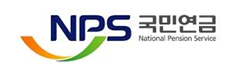 NPS 국민연금
National Pension Service